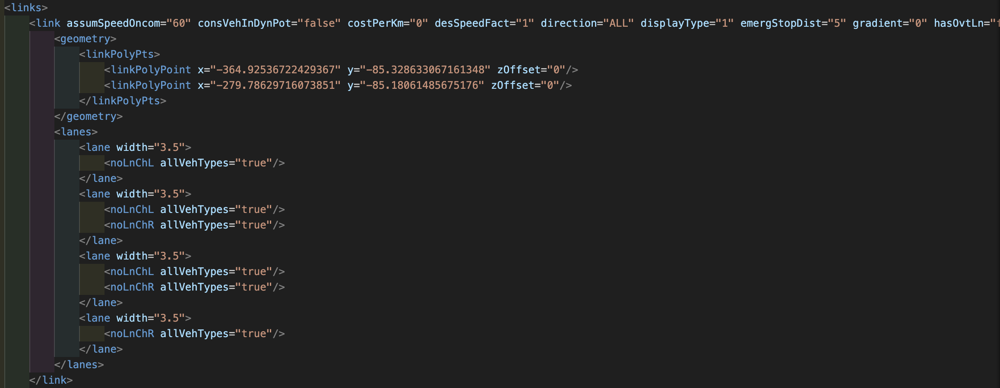 <links>
<link assumSpeedOncom="60" consVehInDynPot="false" costPerKm="0" desSpeedFact="1" direction="ALL" displayType="1" emergStopDist="5" gradient="0" hasOvtLn="f
<geometry>
<linkPolyPts>
<linkPolyPoint x="-364.92536722429367" y="-85.328633067161348" zOffset="0"/>
<linkPolyPoint x="-279.78629716073851" y="-85.18061485675176" zOffset="0"/>
</linkPolyPts>
</geometry>
<lanes>
<lane width="3.5">
<noLnChL allVehTypes="true"/>
</lane>
<lane width="3.5">
<noLnChL allVehTypes="true"/>
<noLnChR allVehTypes="true"/>
</lane>
<lane width="3.5">
<noLnChL allVehTypes="true"/>
<noLnChR allVehTypes="true"/>
</lane>
<lane width="3.5">
<noLnChR allVehTypes="true"/>
</lane>
</lanes>
</link>